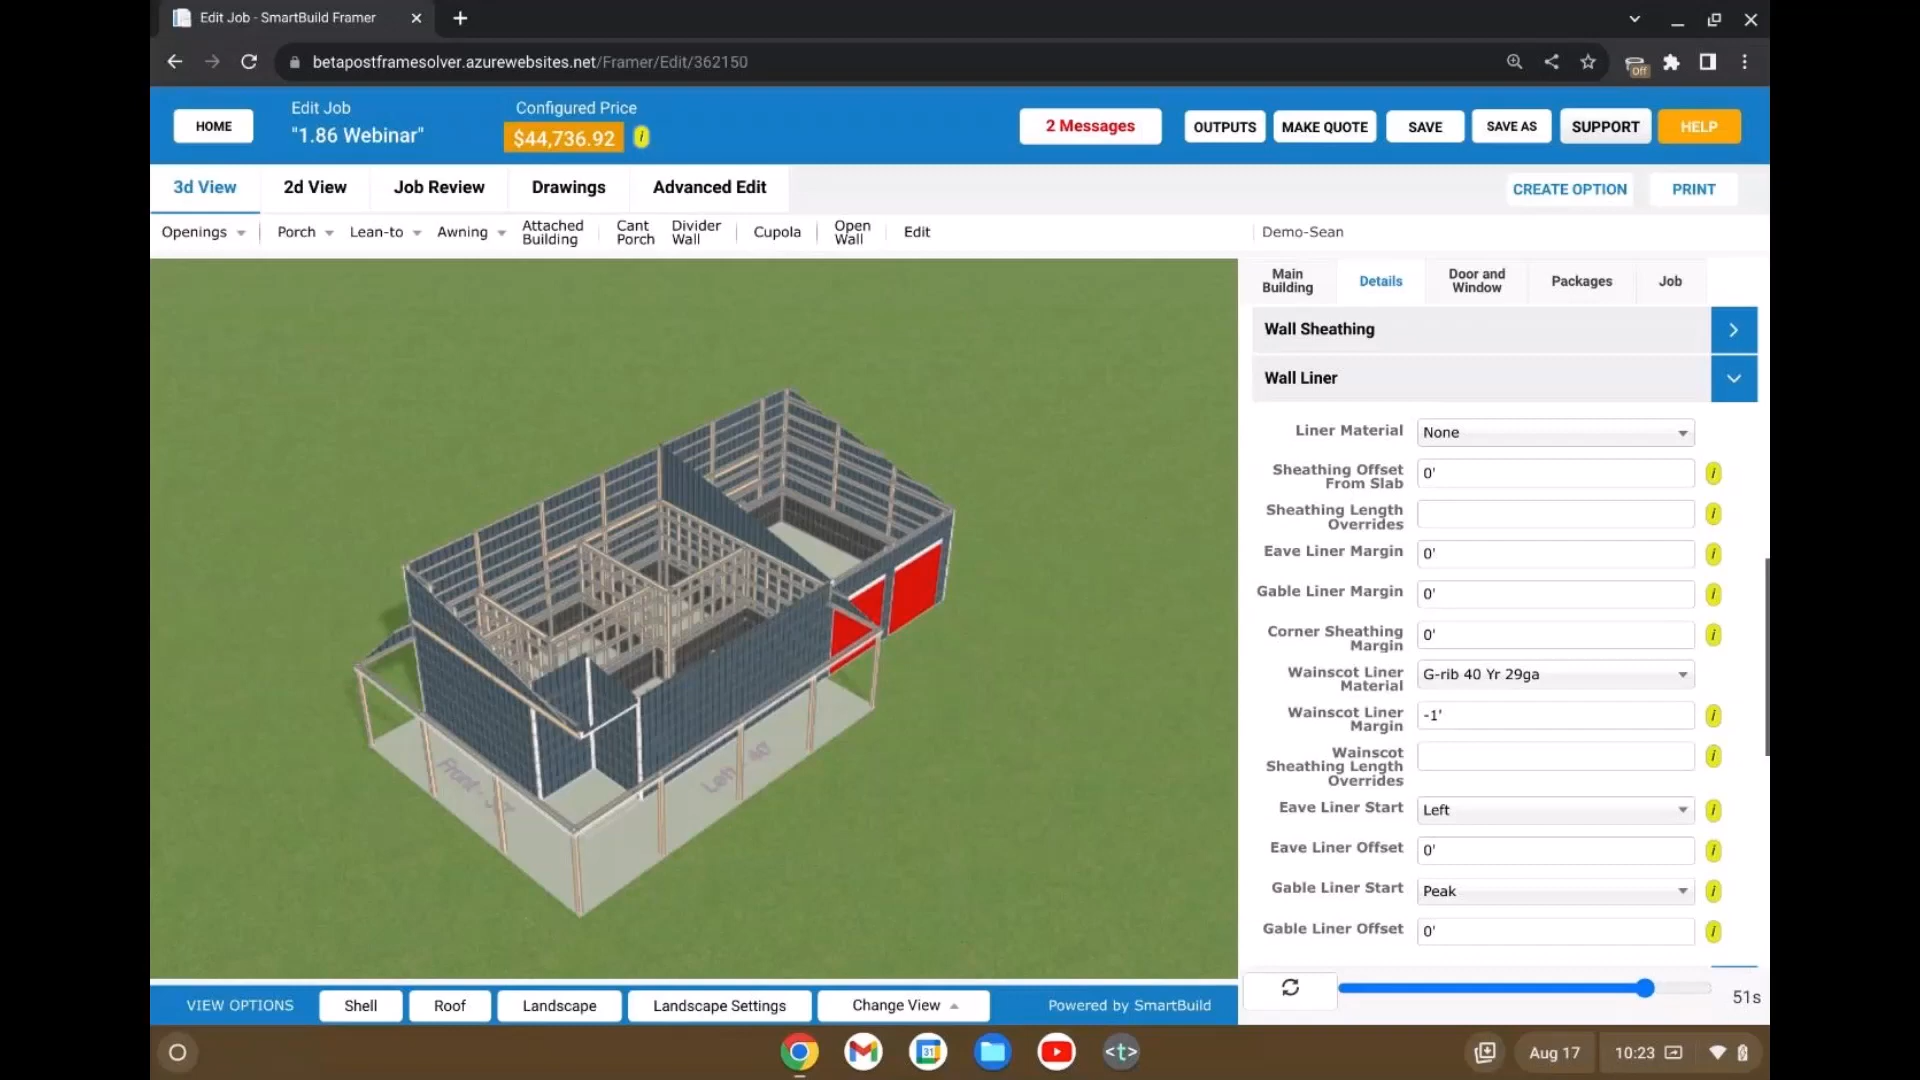 Edit Job - SmartBuild Framer
betapostframesolver.azurewebsites.net/Framer/Edit/362150
Off
HOME
Edit Job
"1.86 Webinar"
Configured Price
$44,736.92
i
2 Messages
OUTPUTS
MAKE QUOTE
SAVE
SAVE AS
SUPPORT
HELP
3d View
2d View
Job Review
Drawings
Advanced Edit
CREATE OPTION
PRINT
Openings
Porch
Lean-to
Awning
Attached
Building
Cant
Porch
Divider
Wall
Cupola
Open
Wall
Edit
Demo-Sean
Main
Building
Details
Door and
Window
Packages
Job
Wall Sheathing
Wall Liner
Liner Material
None
Sheathing Offset
From Slab
0'
i
Sheathing Length
Overrides
i
Eave Liner Margin
0'
i
Gable Liner Margin
0'
i
Corner Sheathing
Margin
0'
i
Wainscot Liner
Material
G-rib 40 Yr 29ga
Wainscot Liner
Margin
-1'
i
Wainscot
Sheathing Length
Overrides
i
Eave Liner Start
Left
i
Eave Liner Offset
0'
i
Gable Liner Start
Peak
i
Gable Liner Offset
0'
i
51s
VIEW OPTIONS
Shell
Roof
Landscape
Landscape Settings
Change View
Powered by SmartBuild
31
<t>
Aug 17
10:23